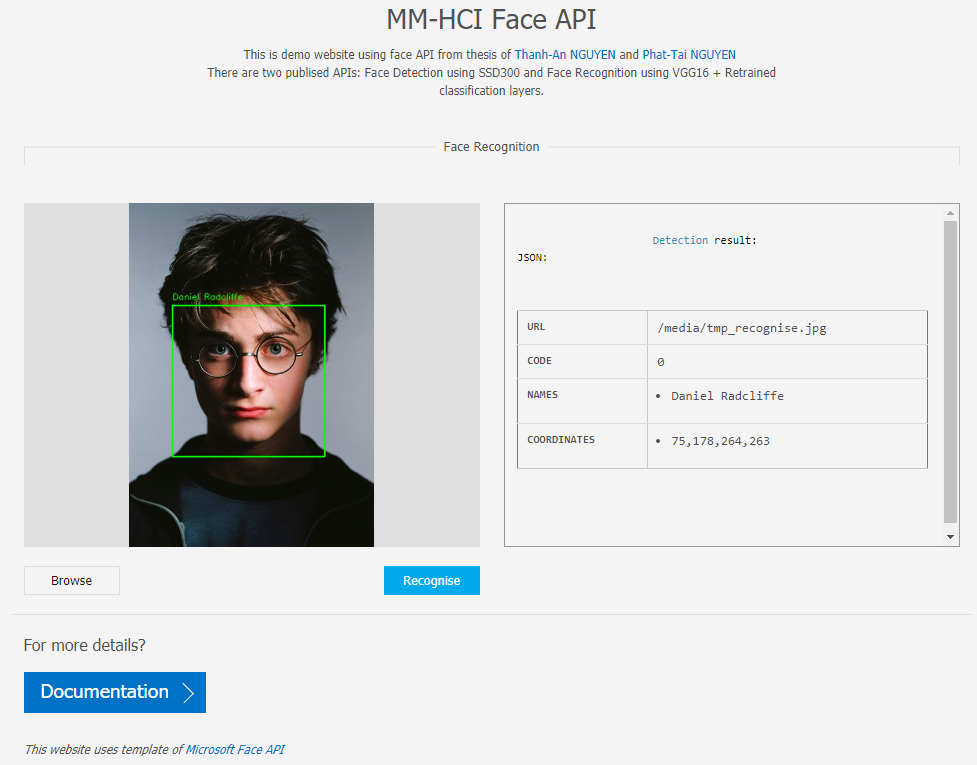 MM-HCI Face API
This is demo website using face API from thesis of Thanh-An NGUYEN and Phat-Tai NGUYEN
There are two publised APIs: Face Detection using SSD300 and Face Recognition using VGG16 + Retrained
classification layers.
Face Recognition
Daniel Radcliffe
Browse
Recognise
Detection result:
JSON:
URL /media/tmp_recognise.jpg
CODE 0
NAMES • Daniel Radcliffe
COORDINATES • 75,178,264,263
For more details?
Documentation
This website uses template of Microsoft Face API